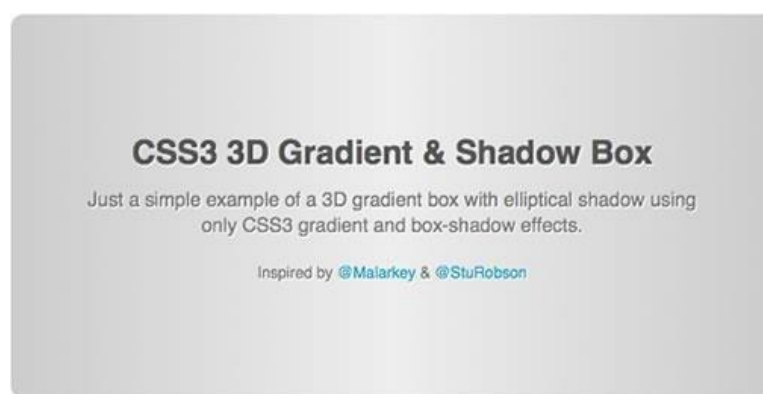 CSS3 3D Gradient & Shadow Box
Just a simple example of a 3D gradient box with elliptical shadow using
only CSS3 gradient and box-shadow effects.
Inspired by @Malarkey & @StuRobson